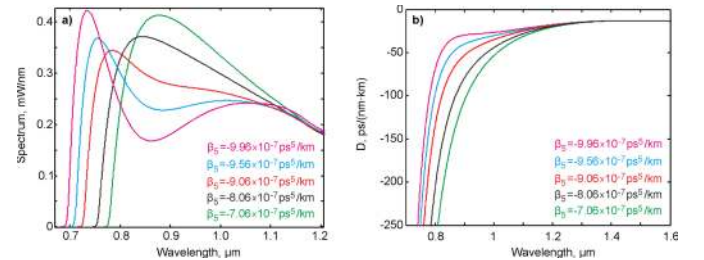 a)
Spectrum, mW/nm
0.4
0.3
0.2
0.1
0
β₅=-9.96×10⁻⁷ps⁵/km
β₅=-9.56×10⁻⁷ps⁵/km
β₅=-9.06×10⁻⁷ps⁵/km
β₅=-8.06×10⁻⁷ps⁵/km
β₅=-7.06×10⁻⁷ps⁵/km
0.7 0.8 0.9 1.0 1.1 1.2
Wavelength, μm
b)
D, ps/(nm·km)
0
-50
-100
-150
-200
-250
β₅=-9.96×10⁻⁷ps⁵/km
β₅=-9.56×10⁻⁷ps⁵/km
β₅=-9.06×10⁻⁷ps⁵/km
β₅=-8.06×10⁻⁷ps⁵/km
β₅=-7.06×10⁻⁷ps⁵/km
0.8 1 1.2 1.4 1.6
Wavelength, μm